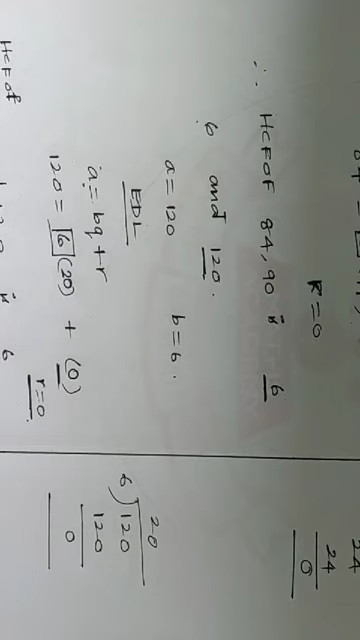 r=0
∴ HCF OF 84, 90 is 6
6 and 120.
a = 120 b = 6.
EDL
a = bq + r
120 = 6(20) + (0)
r=0.
HCF OF
6
24
24
0
20
6)120
120
0